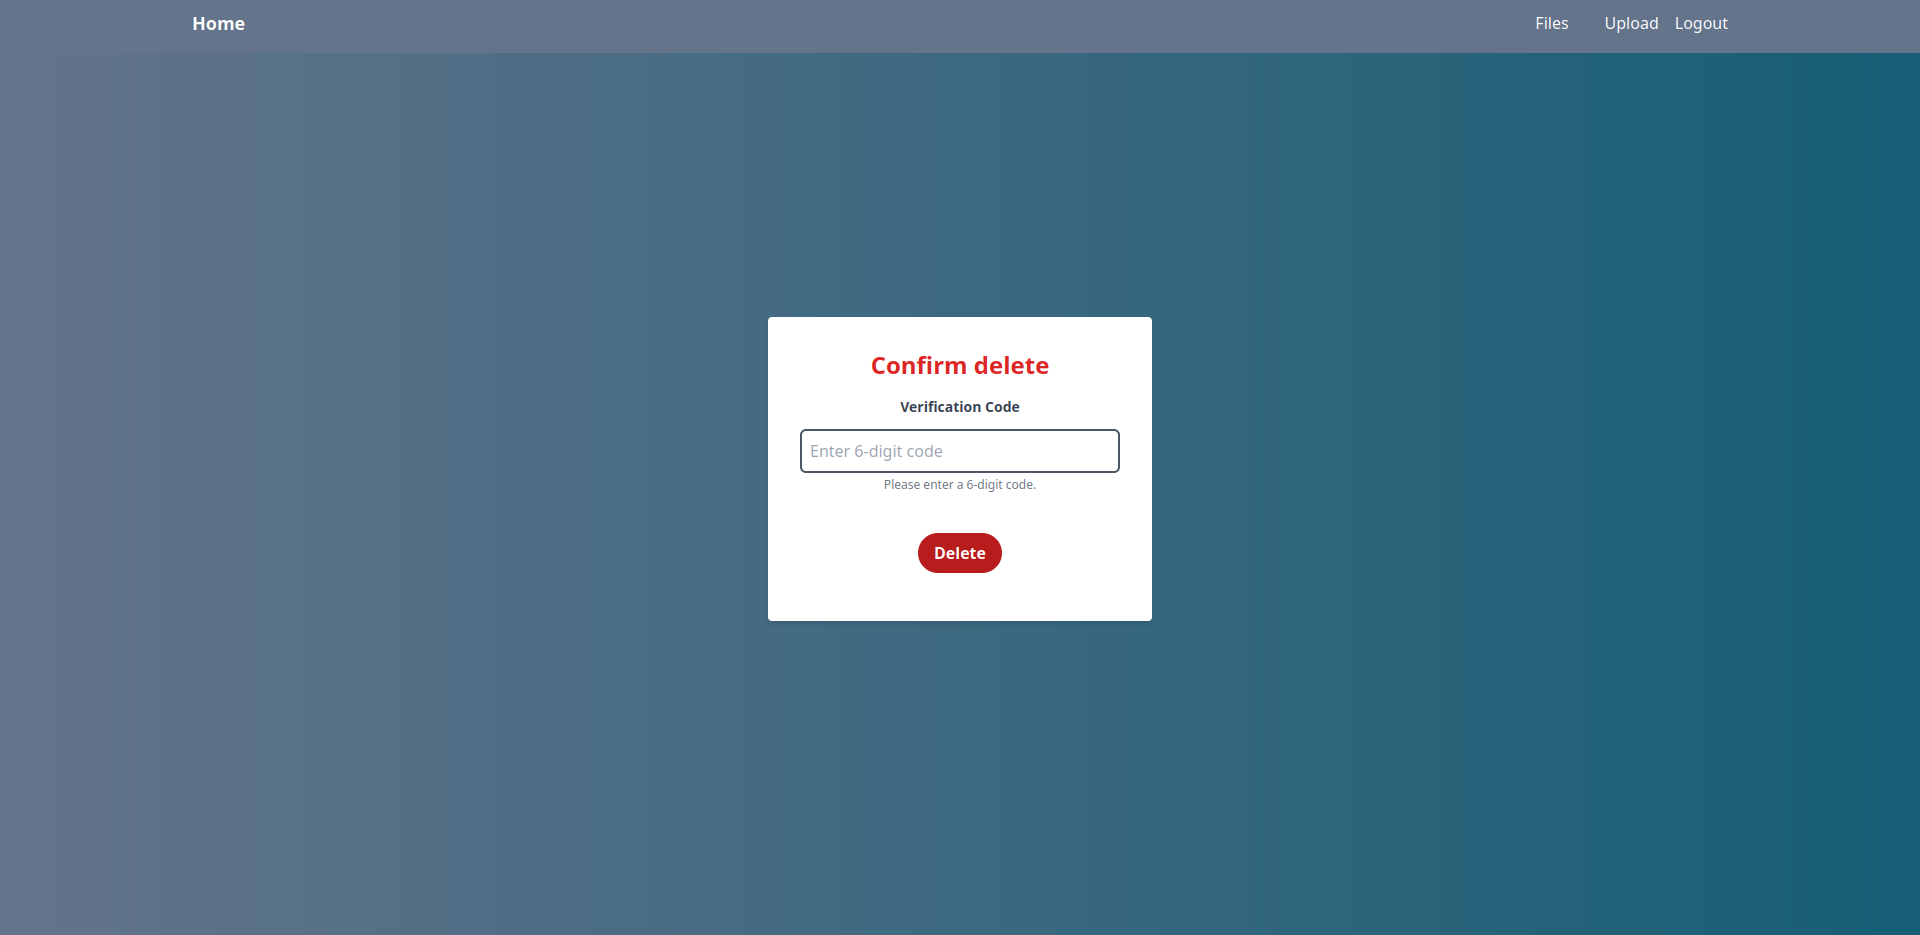 Home Files Upload Logout
Confirm delete
Verification Code
Enter 6-digit code
Please enter a 6-digit code.
Delete